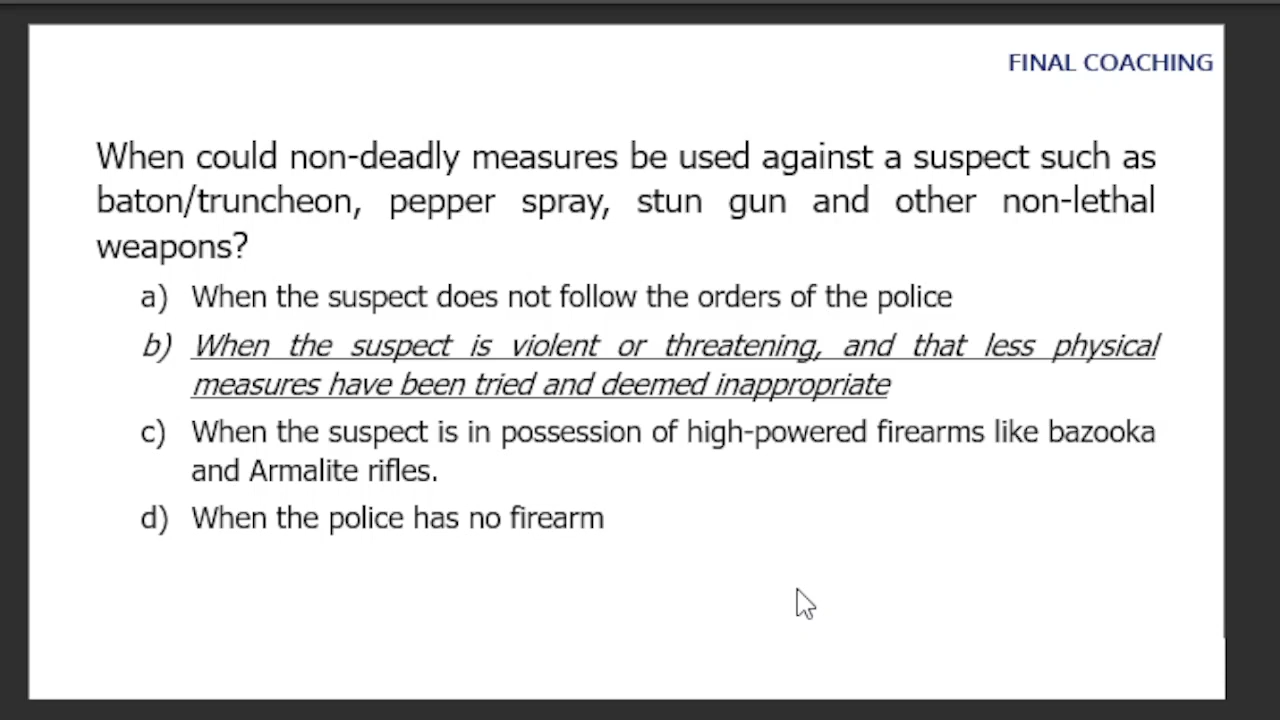 FINAL COACHING
When could non-deadly measures be used against a suspect such as
baton/truncheon, pepper spray, stun gun and other non-lethal
weapons?
a) When the suspect does not follow the orders of the police
b) When the suspect is violent or threatening, and that less physical
measures have been tried and deemed inappropriate
c) When the suspect is in possession of high-powered firearms like bazooka
and Armalite rifles.
d) When the police has no firearm